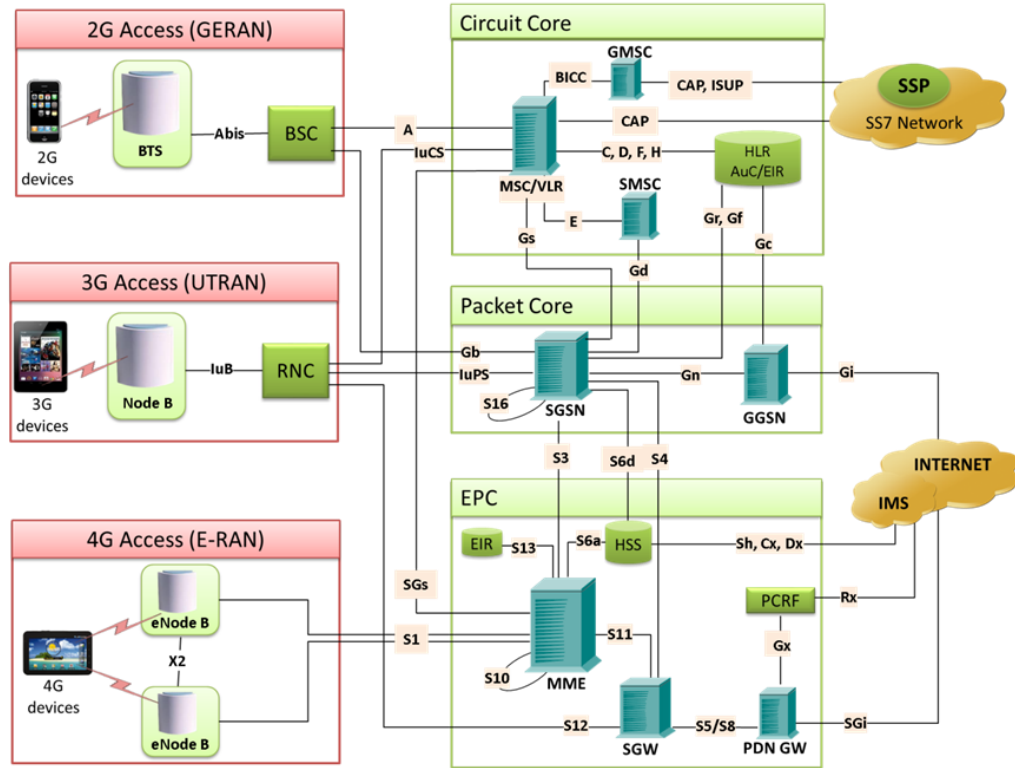 2G Access (GERAN)
2G
devices
BTS
Abis
BSC
3G Access (UTRAN)
3G
devices
Node B
IuB
RNC
4G Access (E-RAN)
4G
devices
eNode B
X2
eNode B
A
IuCS
Gb
IuPS
SGs
S1
S12
Circuit Core
GMSC
BICC
CAP, ISUP
CAP
C, D, F, H
MSC/VLR
SMSC
HLR
AuC/EIR
E
Gs
Gd
Gr, Gf
Gc
SSP
SS7 Network
Packet Core
SGSN
S16
Gn
GGSN
Gi
S3
S6d
S4
EPC
EIR
S13
S6a
HSS
Sh, Cx, Dx
MME
S10
S11
SGW
S5/S8
PDN GW
PCRF
Gx
Rx
SGi
INTERNET
IMS